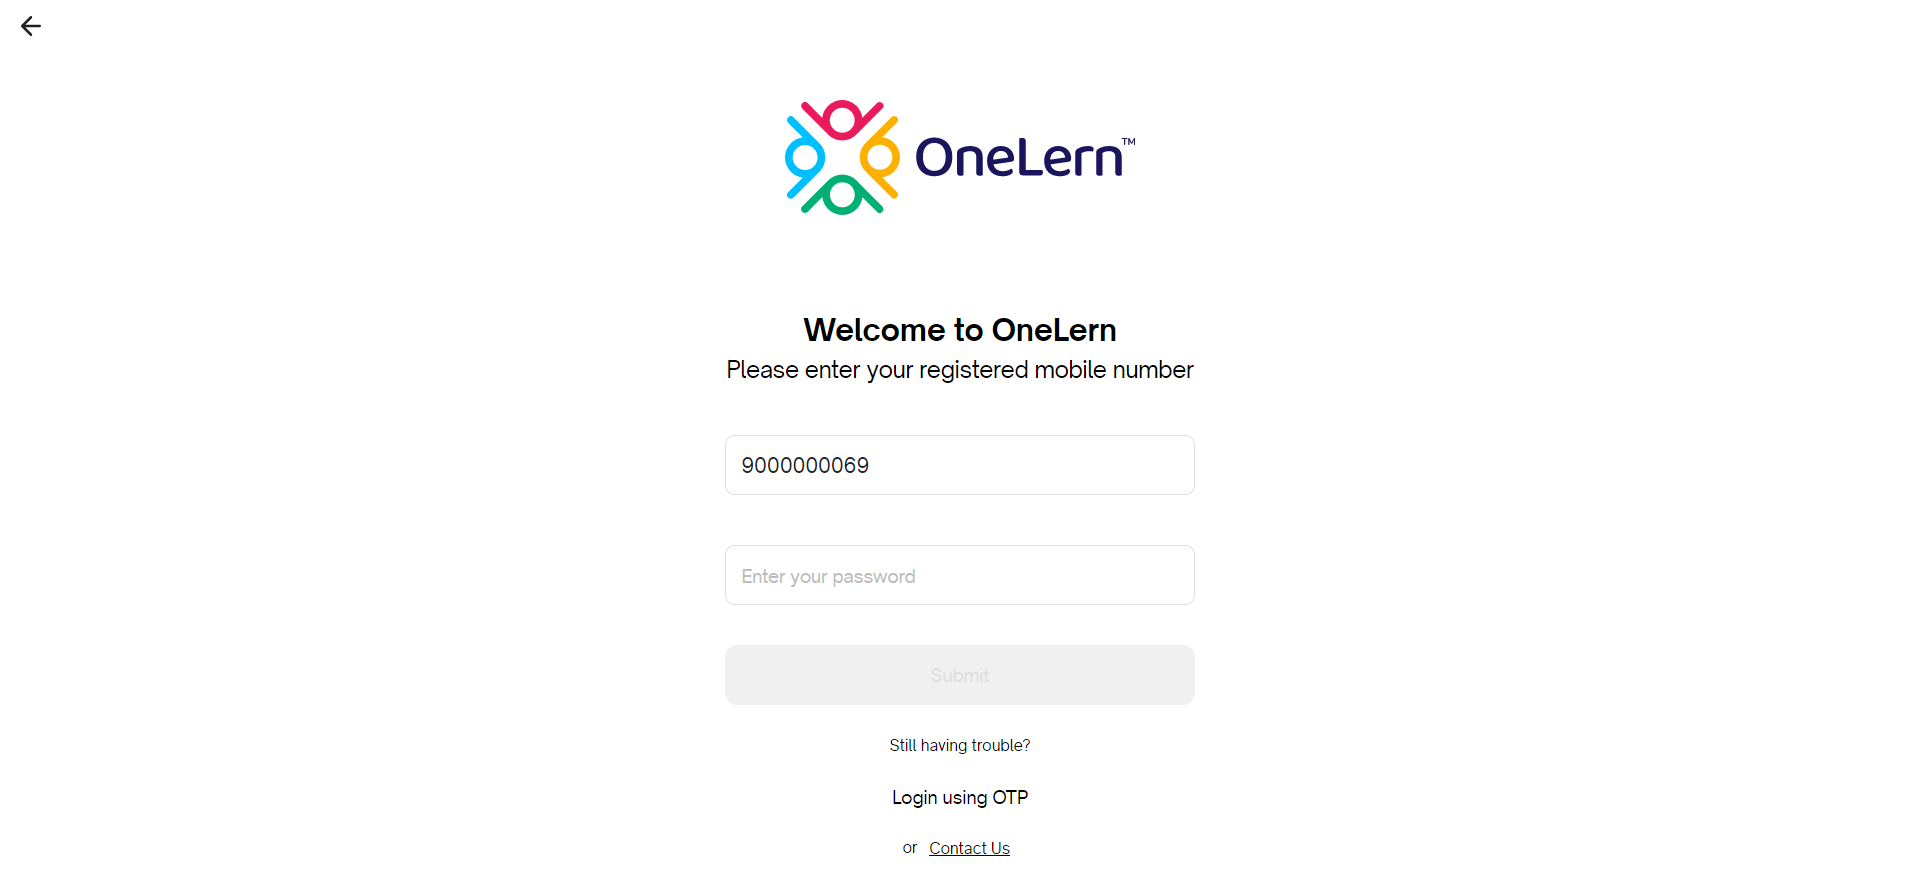 OneLern™
Welcome to OneLern
Please enter your registered mobile number
9000000069
Enter your password
Submit
Still having trouble?
Login using OTP
or Contact Us